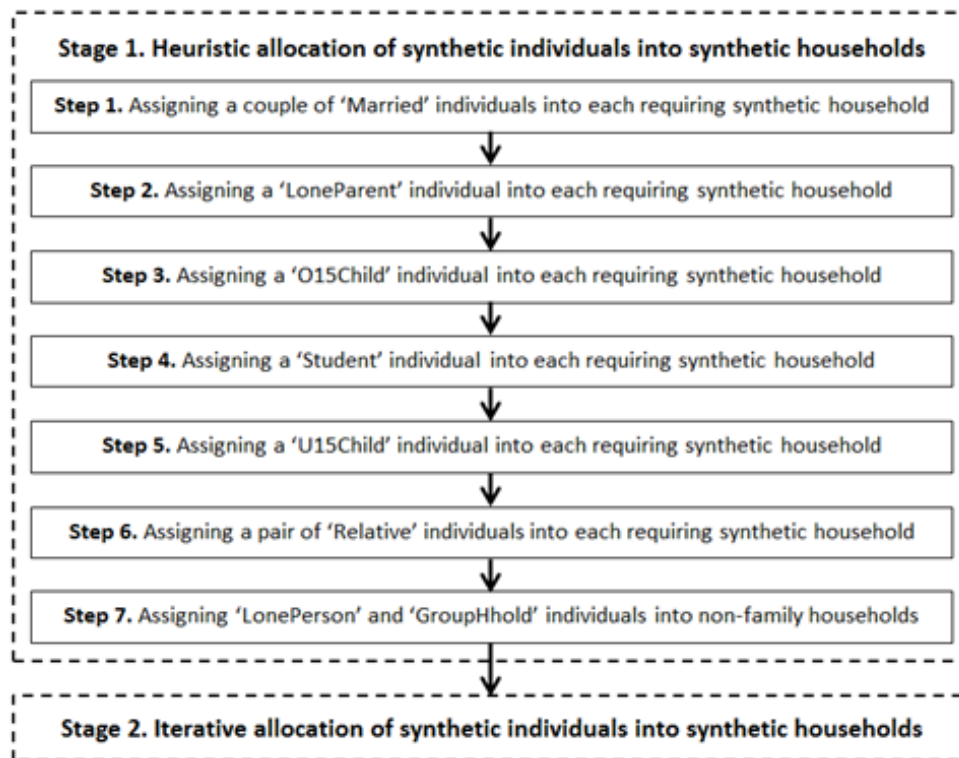 Stage 1. Heuristic allocation of synthetic individuals into synthetic households
Step 1. Assigning a couple of ‘Married’ individuals into each requiring synthetic household
Step 2. Assigning a ‘LoneParent’ individual into each requiring synthetic household
Step 3. Assigning a ‘O15Child’ individual into each requiring synthetic household
Step 4. Assigning a ‘Student’ individual into each requiring synthetic household
Step 5. Assigning a ‘U15Child’ individual into each requiring synthetic household
Step 6. Assigning a pair of ‘Relative’ individuals into each requiring synthetic household
Step 7. Assigning ‘LonePerson’ and ‘GroupHhold’ individuals into non-family households
Stage 2. Iterative allocation of synthetic individuals into synthetic households